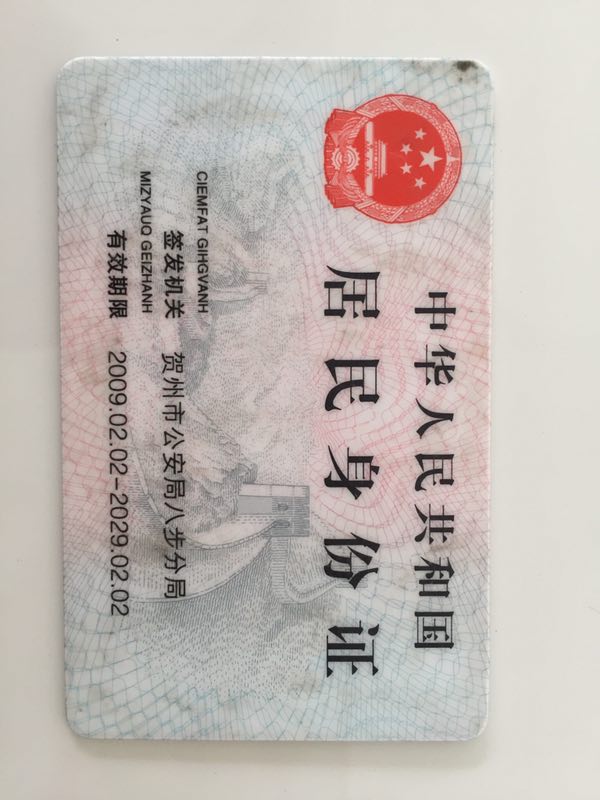 中华人民共和国
居民身份证
CIEMFAT GIHGVANH
签发机关 贺州市公安局八步分局
MIZYAUQ GEIZHANH
有效期限 2009.02.02-2029.02.02